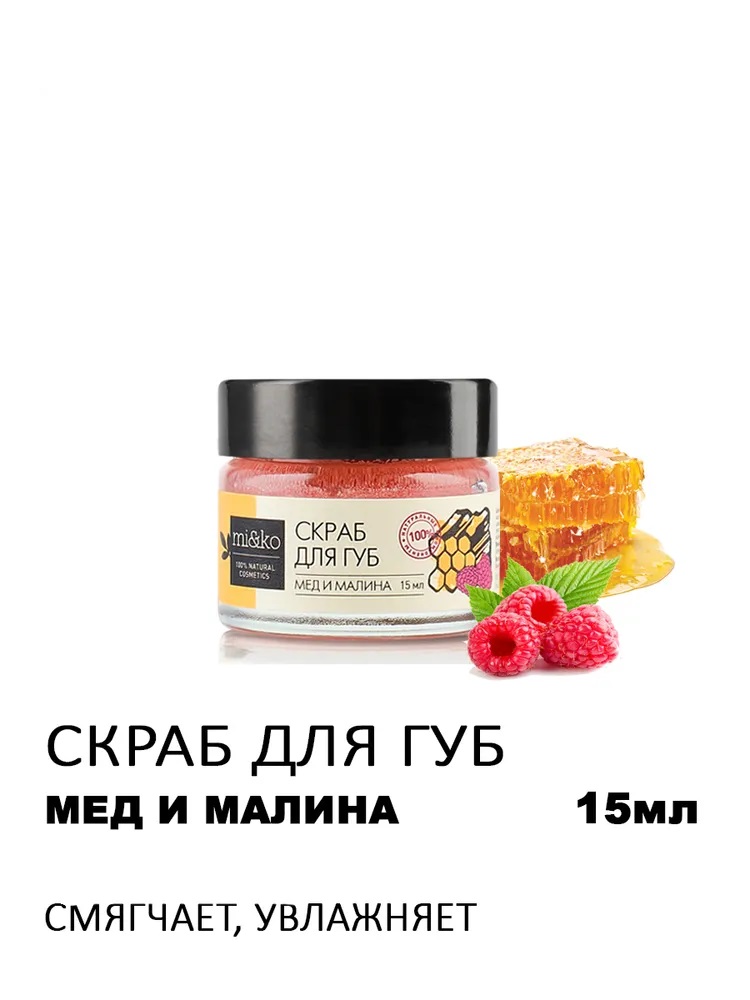 mi&ko
100% NATURAL
COSMETICS
СКРАБ
ДЛЯ ГУБ
МЕД И МАЛИНА 15 мл
100%
СКРАБ ДЛЯ ГУБ
МЕД И МАЛИНА 15мл
СМЯГЧАЕТ, УВЛАЖНЯЕТ